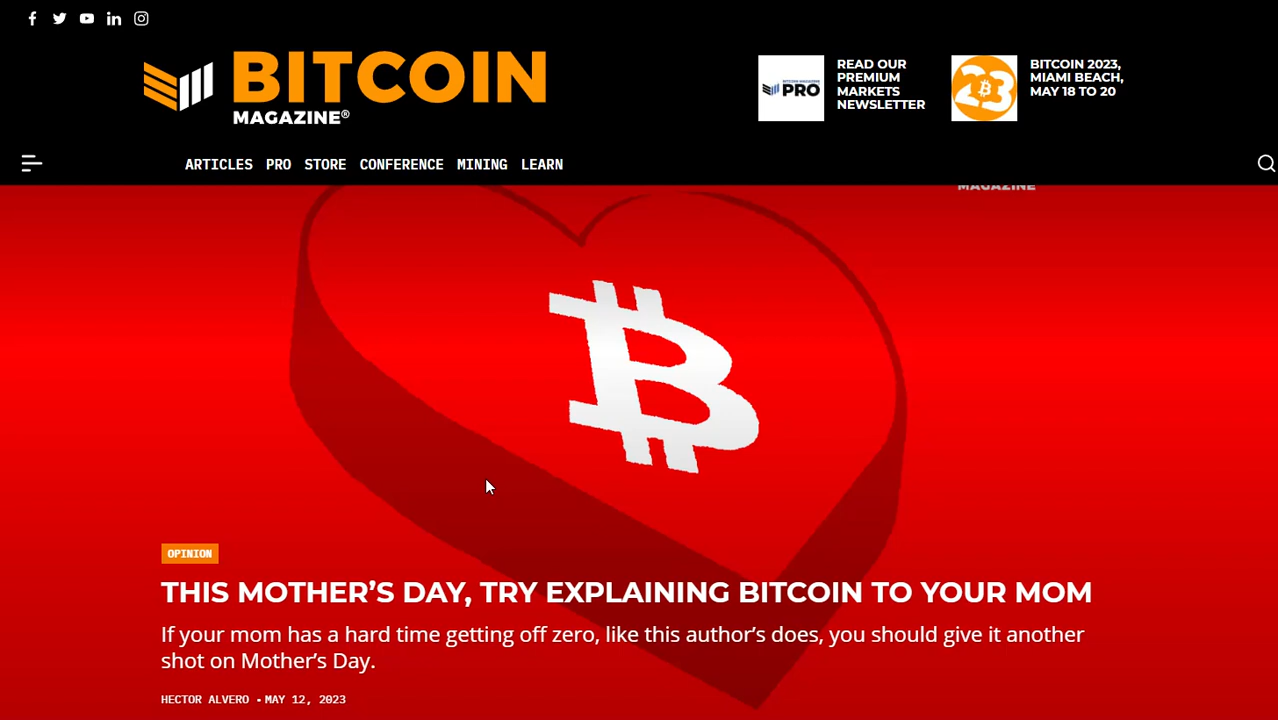 BITCOIN
MAGAZINE®
PRO
READ OUR
PREMIUM
MARKETS
NEWSLETTER
23
BITCOIN 2023,
MIAMI BEACH,
MAY 18 TO 20
ARTICLES PRO STORE CONFERENCE MINING LEARN
MAGAZINE
OPINION
THIS MOTHER’S DAY, TRY EXPLAINING BITCOIN TO YOUR MOM
If your mom has a hard time getting off zero, like this author’s does, you should give it another
shot on Mother’s Day.
HECTOR ALVERO • MAY 12, 2023